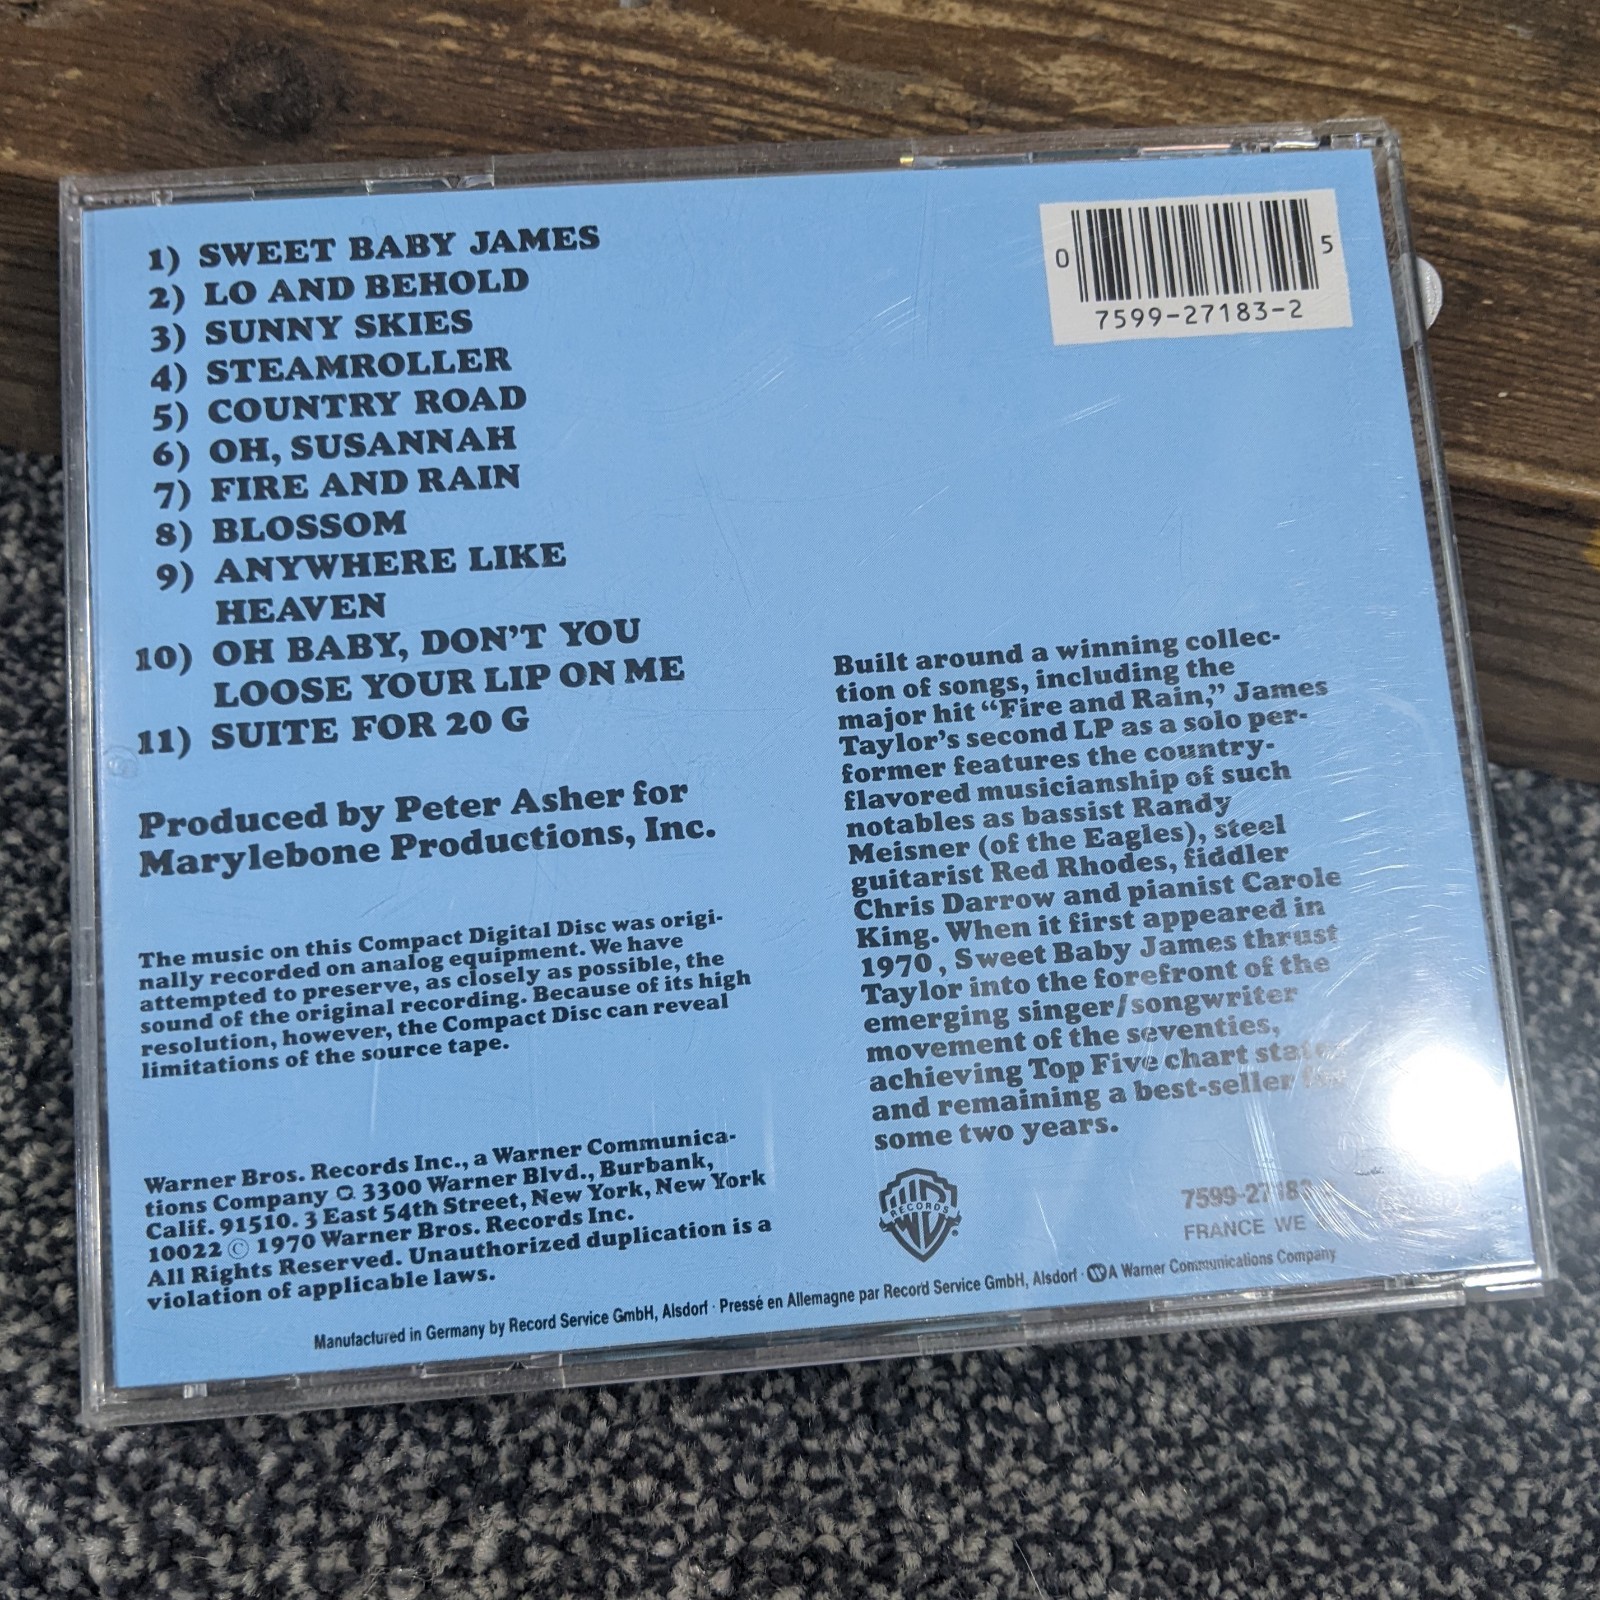 1) SWEET BABY JAMES
2) LO AND BEHOLD
3) SUNNY SKIES
4) STEAMROLLER
5) COUNTRY ROAD
6) OH, SUSANNAH
7) FIRE AND RAIN
8) BLOSSOM
9) ANYWHERE LIKE
HEAVEN
10) OH BABY, DON'T YOU
LOOSE YOUR LIP ON ME
11) SUITE FOR 20 G
Produced by Peter Asher for
Marylebone Productions, Inc.
The music on this Compact Digital Disc was origi-
nally recorded on analog equipment. We have
attempted to preserve, as closely as possible, the
sound of the original recording. Because of its high
resolution, however, the Compact Disc can reveal
limitations of the source tape.
Warner Bros. Records Inc., a Warner Communica-
tions Company 3300 Warner Blvd., Burbank,
Calif. 91510. 3 East 54th Street, New York, New York
10022 © 1970 Warner Bros. Records Inc.
All Rights Reserved. Unauthorized duplication is a
violation of applicable laws.
0 5
7599-27183-2
Built around a winning collec-
tion of songs, including the
major hit “Fire and Rain,” James
Taylor's second LP as a solo per-
former features the country-
flavored musicianship of such
notables as bassist Randy
Meisner (of the Eagles), steel
guitarist Red Rhodes, fiddler
Chris Darrow and pianist Carole
King. When it first appeared in
1970, Sweet Baby James thrust
Taylor into the forefront of the
emerging singer/songwriter
movement of the seventies,
achieving Top Five chart
and remaining a best-seller
some two years.
RECORDS
7599-27183
FRANCE WE
Manufactured in Germany by Record Service GmbH, Alsdorf · Pressé en Allemagne par Record Service GmbH, Alsdorf · A Warner Communications Company